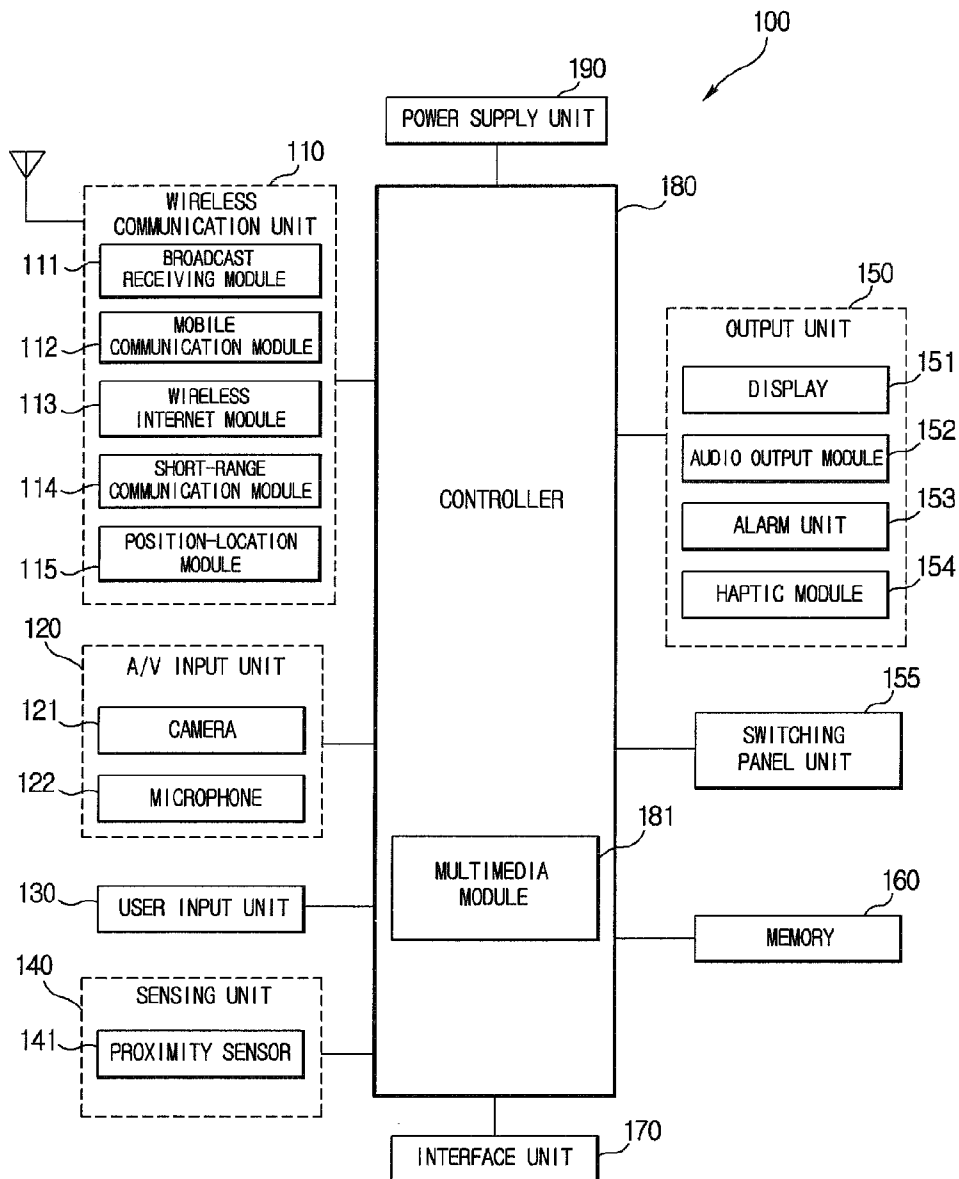 100
190
POWER SUPPLY UNIT
110
WIRELESS
COMMUNICATION UNIT
111
BROADCAST
RECEIVING MODULE
112
MOBILE
COMMUNICATION MODULE
113
WIRELESS
INTERNET MODULE
114
SHORT-RANGE
COMMUNICATION MODULE
115
POSITION-LOCATION
MODULE
120
A/V INPUT UNIT
121
CAMERA
122
MICROPHONE
130
USER INPUT UNIT
140
SENSING UNIT
141
PROXIMITY SENSOR
180
CONTROLLER
181
MULTIMEDIA
MODULE
150
OUTPUT UNIT
151
DISPLAY
152
AUDIO OUTPUT MODULE
153
ALARM UNIT
154
HAPTIC MODULE
155
SWITCHING
PANEL UNIT
160
MEMORY
170
INTERFACE UNIT